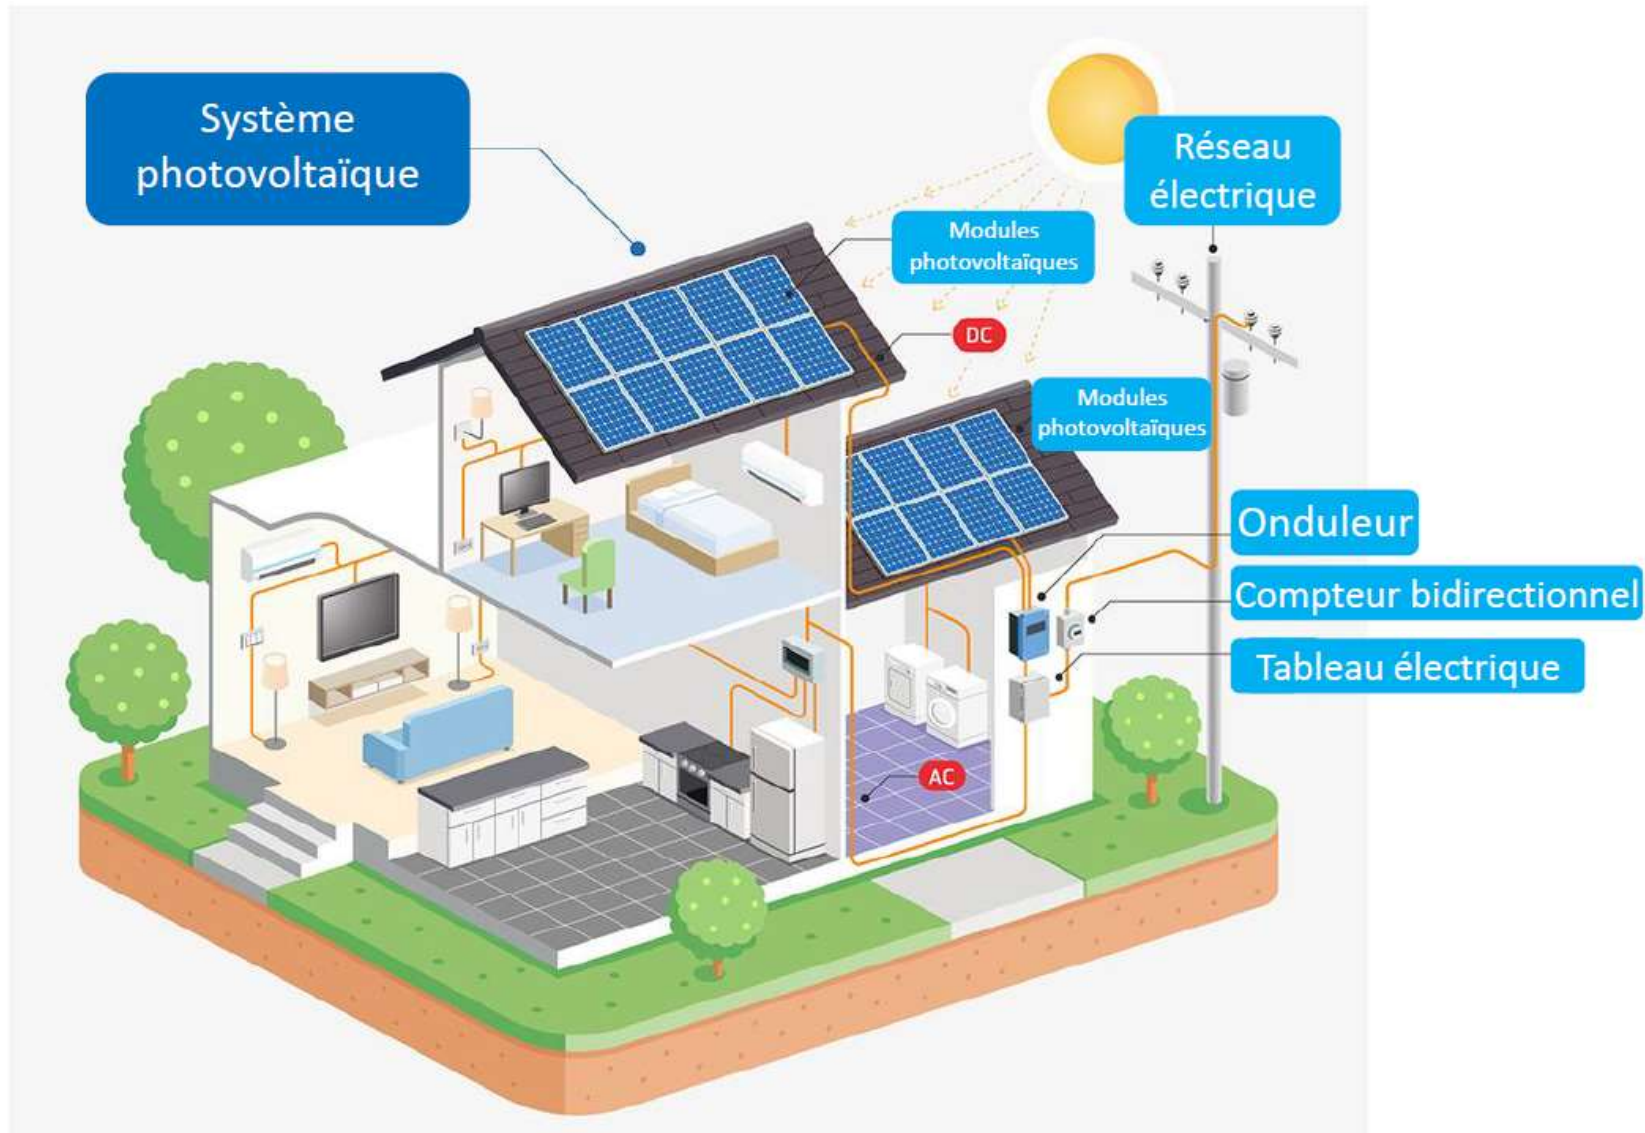 Système
photovoltaïque
Réseau
électrique
Modules
photovoltaïques
DC
Modules
photovoltaïques
Onduleur
Compteur bidirectionnel
Tableau électrique
AC